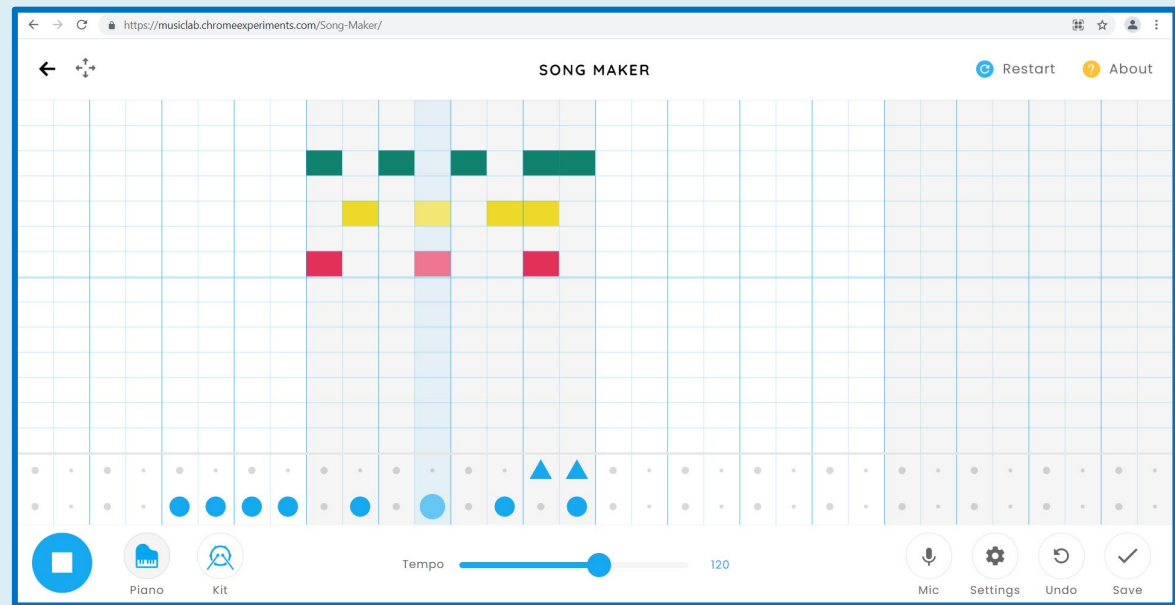 https://musiclab.chromeexperiments.com/Song-Maker/
SONG MAKER
Restart
? About
Tempo
120
Piano
Kit
Mic
Settings
Undo
Save